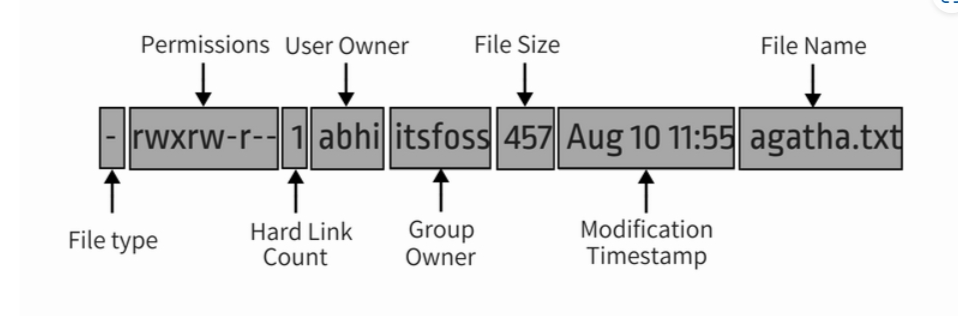 Permissions User Owner File Size File Name
- rwxrw-r-- 1 abhi itsfoss 457 Aug 10 11:55 agatha.txt
File type
Hard Link
Count
Group
Owner
Modification
Timestamp